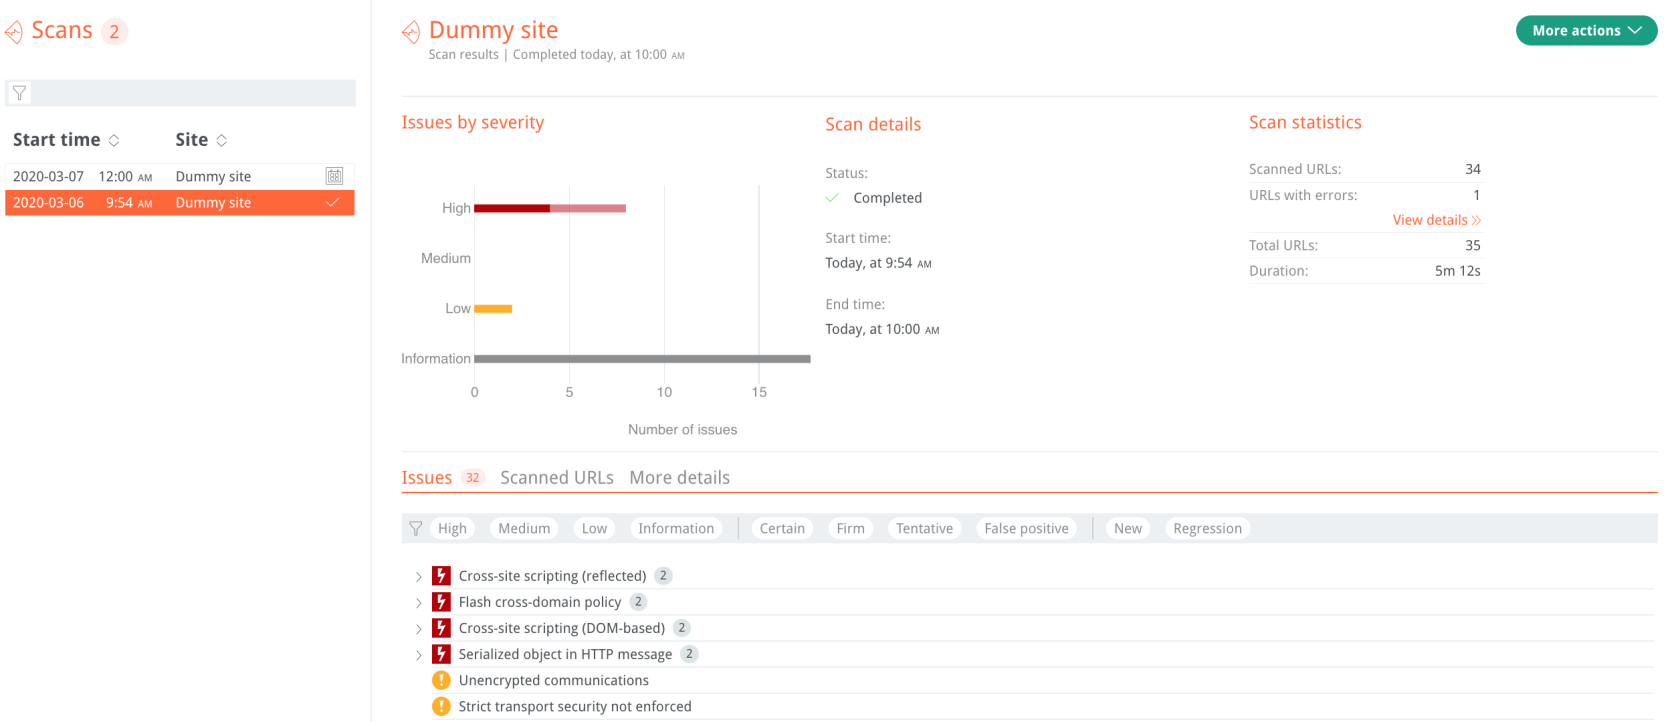 Scans 2
Start time Site
2020-03-07 12:00 AM Dummy site
2020-03-06 9:54 AM Dummy site
Dummy site
Scan results | Completed today, at 10:00 AM
More actions
Issues by severity
High
Medium
Low
Information
0 5 10 15
Number of issues
Scan details
Status:
Completed
Start time:
Today, at 9:54 AM
End time:
Today, at 10:00 AM
Scan statistics
Scanned URLs: 34
URLs with errors: 1
View details
Total URLs: 35
Duration: 5m 12s
Issues 32 Scanned URLs More details
High Medium Low Information Certain Firm Tentative False positive New Regression
Cross-site scripting (reflected) 2
Flash cross-domain policy 2
Cross-site scripting (DOM-based) 2
Serialized object in HTTP message 2
Unencrypted communications
Strict transport security not enforced